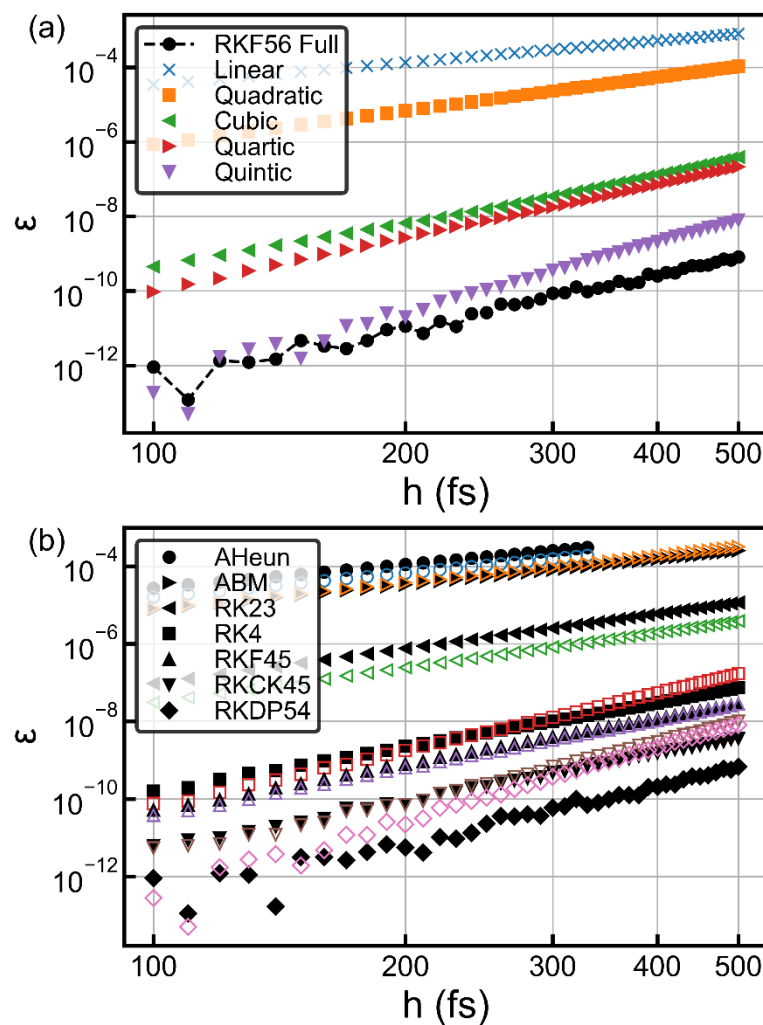 (a)
RKF56 Full
Linear
Quadratic
Cubic
Quartic
Quintic
10⁻⁴
10⁻⁶
10⁻⁸
10⁻¹⁰
10⁻¹²
ε
100
200
300
400
500
h (fs)
(b)
AHeun
ABM
RK23
RK4
RKF45
RKCK45
RKDP54
10⁻⁴
10⁻⁶
10⁻⁸
10⁻¹⁰
10⁻¹²
ε
100
200
300
400
500
h (fs)